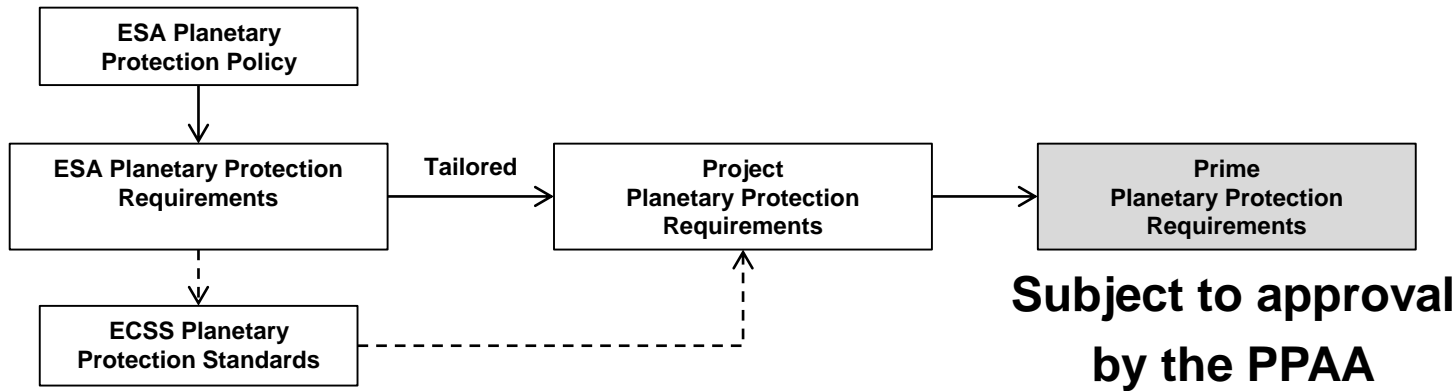 ESA Planetary
Protection Policy
ESA Planetary Protection
Requirements
Tailored
Project
Planetary Protection
Requirements
Prime
Planetary Protection
Requirements
ECSS Planetary
Protection Standards
Subject to approval
by the PPAA